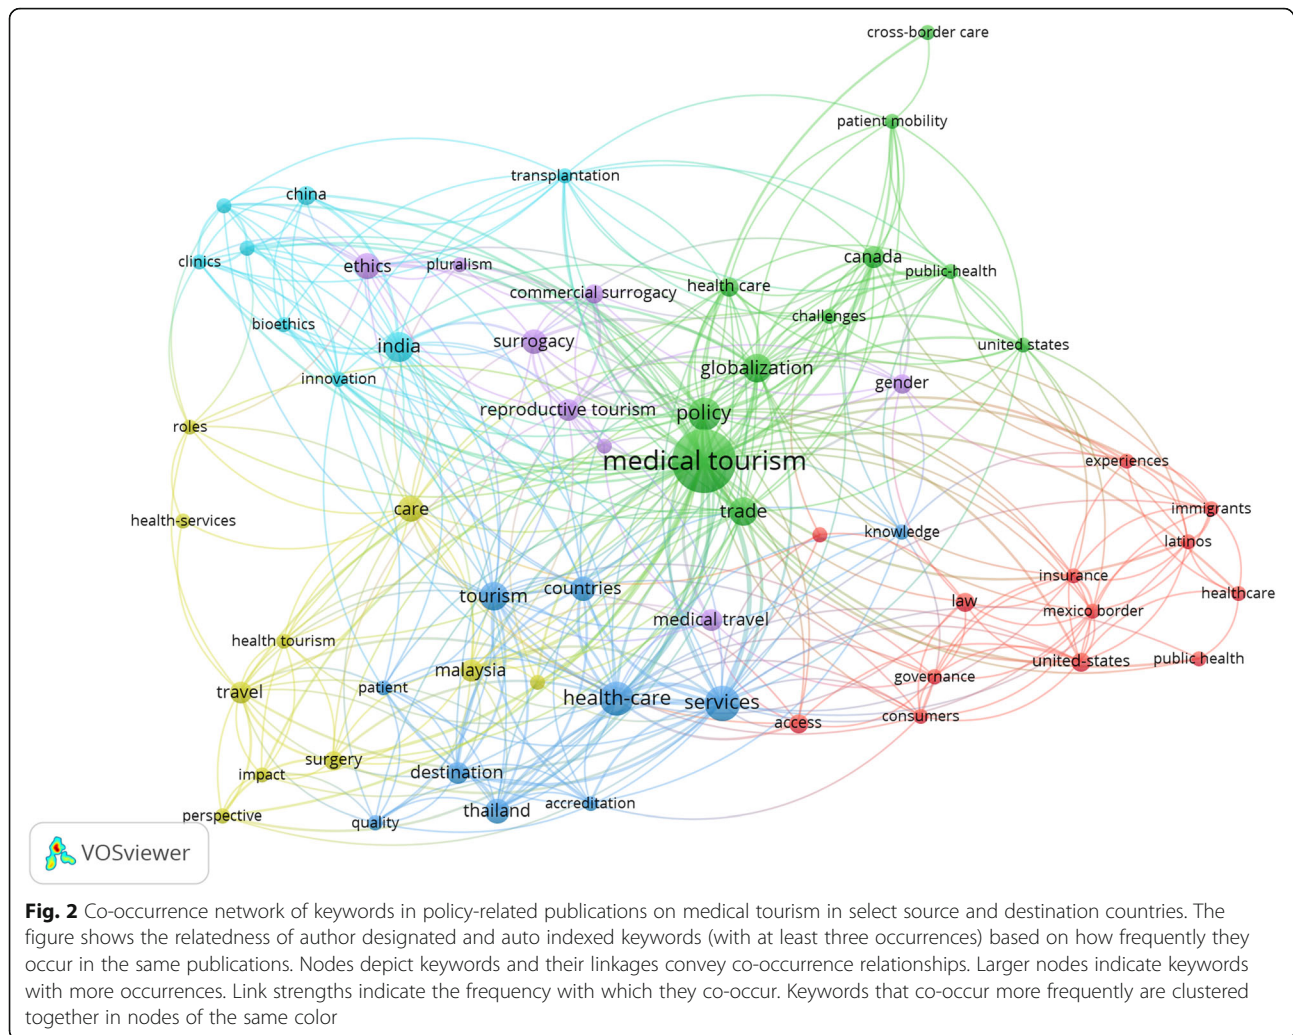 cross-border care
patient mobility
transplantation
china
clinics
ethics
pluralism
canada
public-health
commercial surrogacy
health care
challenges
bioethics
india
surrogacy
united states
globalization
innovation
gender
reproductive tourism
policy
roles
medical tourism
experiences
care
trade
immigrants
health-services
knowledge
latinos
insurance
tourism
countries
healthcare
law
mexico border
medical travel
health tourism
malaysia
united-states
public health
governance
travel
patient
health-care
services
access
consumers
surgery
impact
destination
accreditation
thailand
perspective
quality
VOSviewer
Fig. 2 Co-occurrence network of keywords in policy-related publications on medical tourism in select source and destination countries. The
figure shows the relatedness of author designated and auto indexed keywords (with at least three occurrences) based on how frequently they
occur in the same publications. Nodes depict keywords and their linkages convey co-occurrence relationships. Larger nodes indicate keywords
with more occurrences. Link strengths indicate the frequency with which they co-occur. Keywords that co-occur more frequently are clustered
together in nodes of the same color